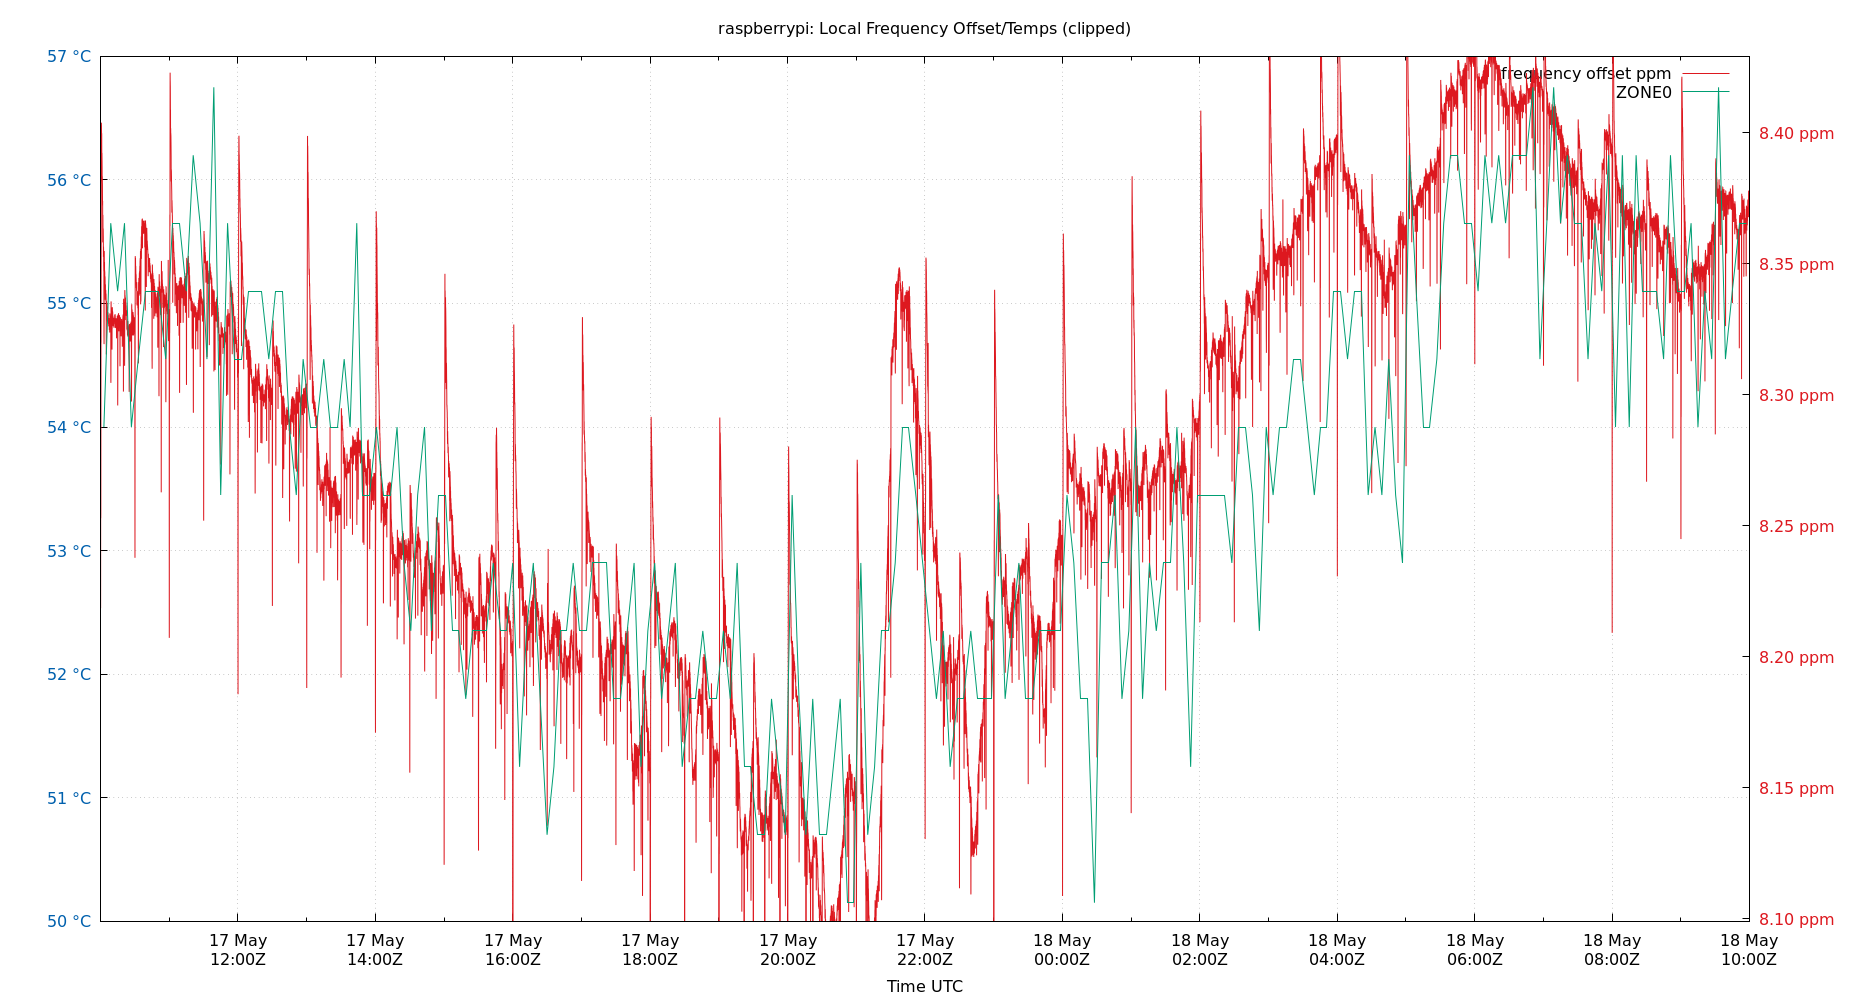 raspberrypi: Local Frequency Offset/Temps (clipped)
frequency offset ppm
ZONE0
57 °C
56 °C
55 °C
54 °C
53 °C
52 °C
51 °C
50 °C
8.40 ppm
8.35 ppm
8.30 ppm
8.25 ppm
8.20 ppm
8.15 ppm
8.10 ppm
17 May
12:00Z
17 May
14:00Z
17 May
16:00Z
17 May
18:00Z
17 May
20:00Z
17 May
22:00Z
18 May
00:00Z
18 May
02:00Z
18 May
04:00Z
18 May
06:00Z
18 May
08:00Z
18 May
10:00Z
Time UTC